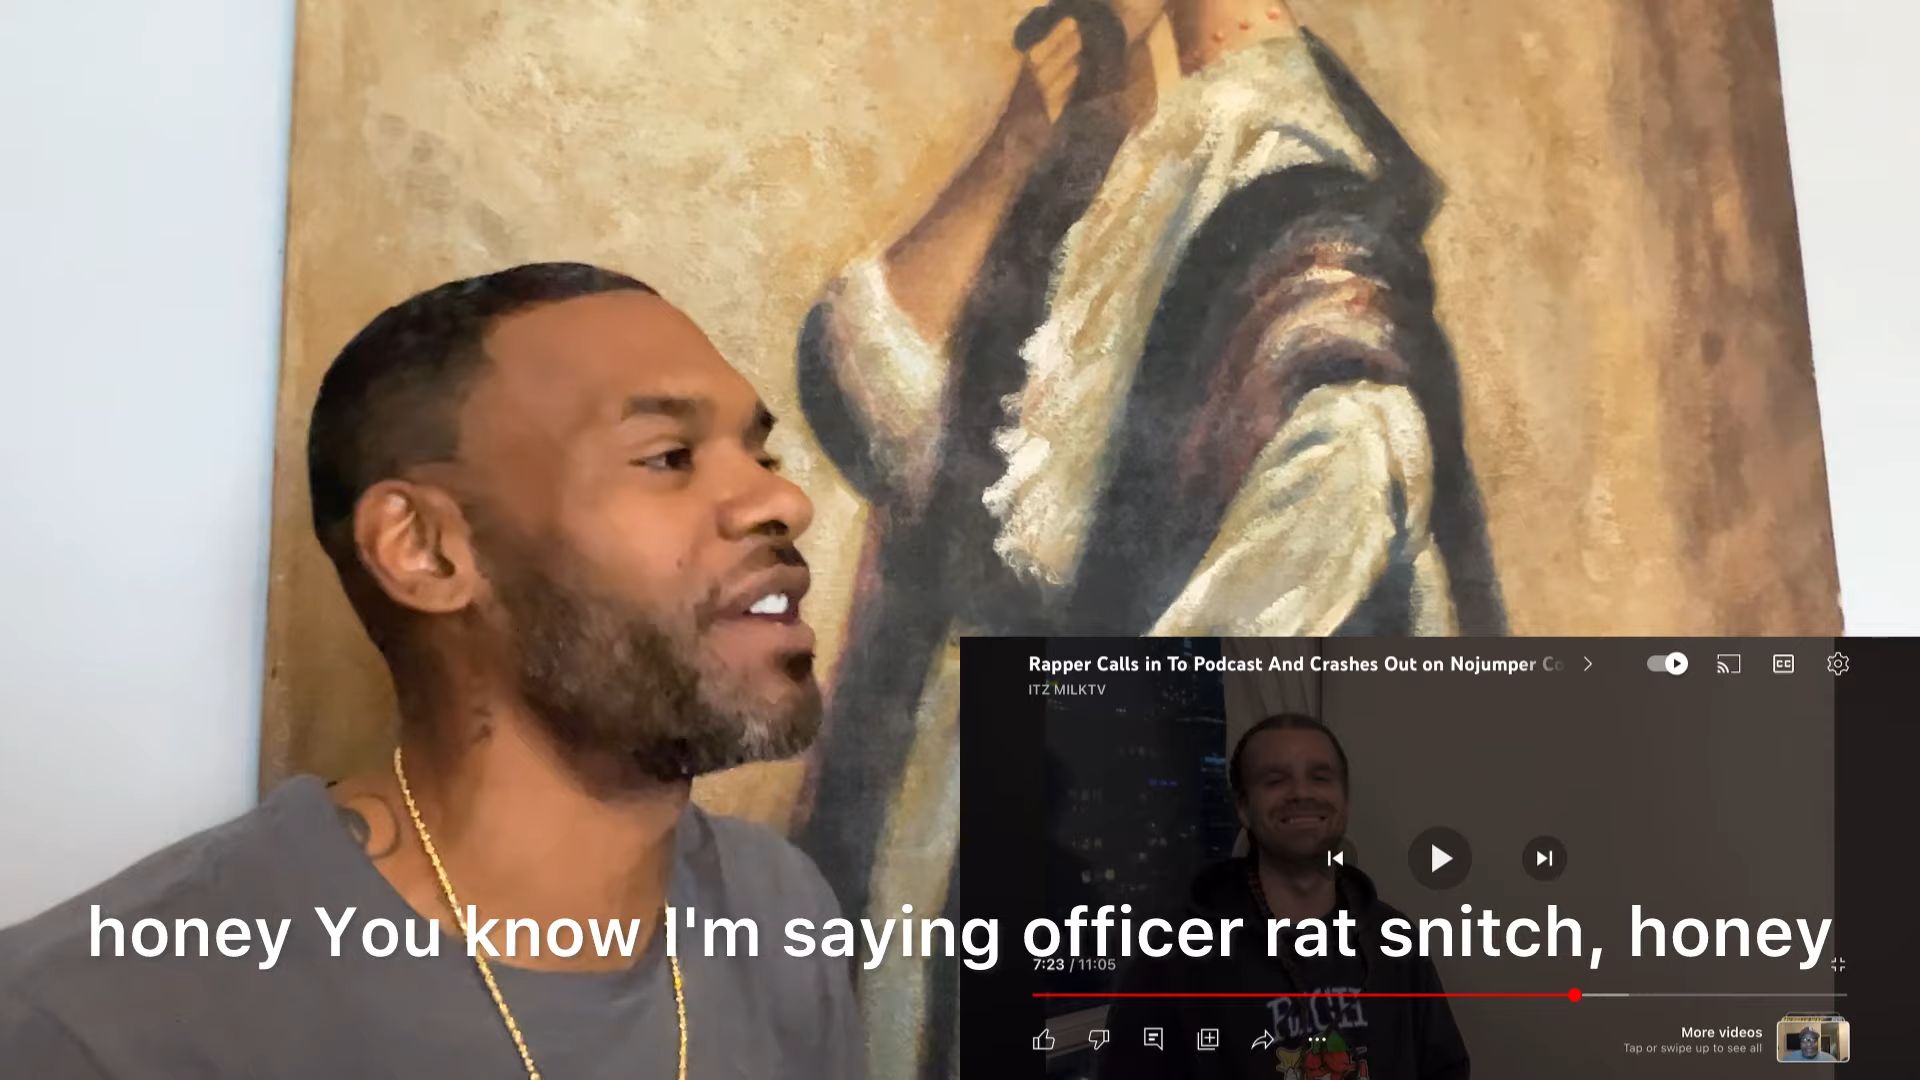 Rapper Calls in To Podcast And Crashes Out on Nojumper Co
ITZ MILKTV
honey You know I'm saying officer rat snitch, honey
7:23 / 11:05
More videos
Tap or swipe up to see all